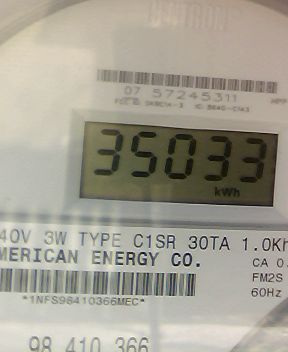 07 57245311
35033
kWh
40V 3W TYPE C1SR 30TA 1.0Kh
MERICAN ENERGY CO.
CA 0.
FM2S
60Hz
*1NFS98410366MEC*
98 410 366